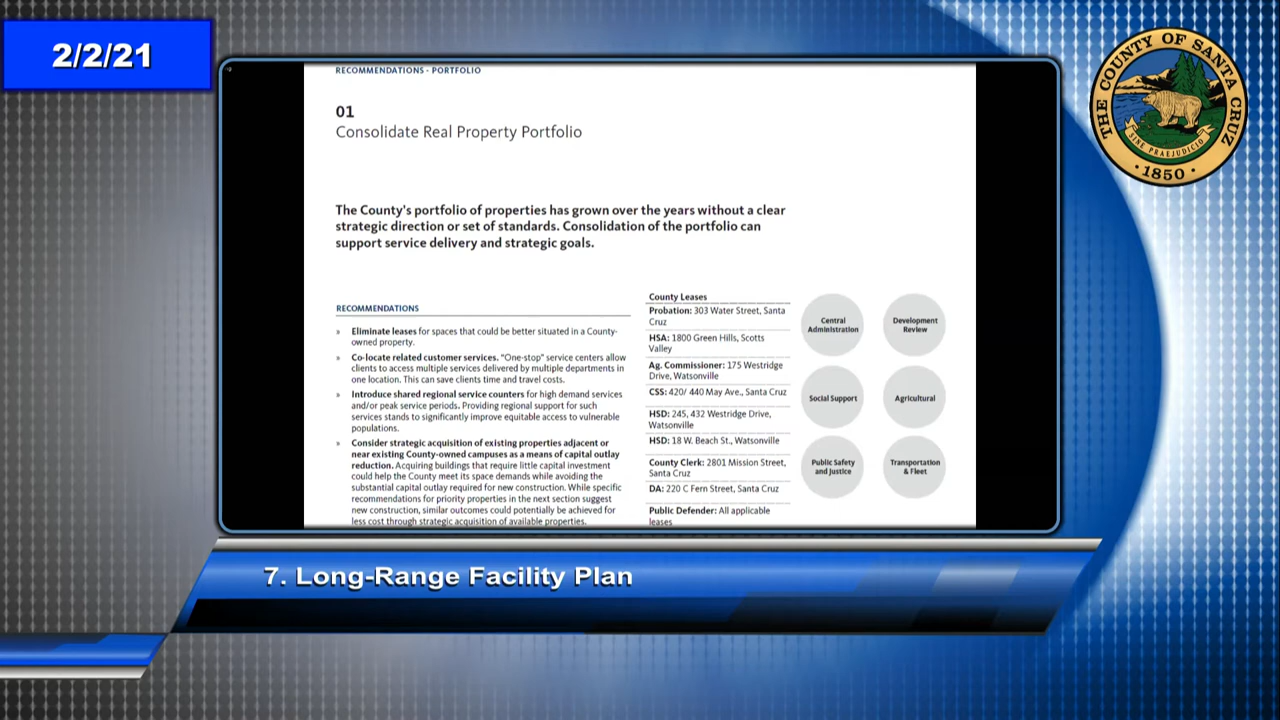 2/2/21
THE COUNTY OF SANTA CRUZ
SINE PRAEJUDICIO
• 1850 •
RECOMMENDATIONS - PORTFOLIO
01
Consolidate Real Property Portfolio
The County's portfolio of properties has grown over the years without a clear
strategic direction or set of standards. Consolidation of the portfolio can
support service delivery and strategic goals.
RECOMMENDATIONS
» Eliminate leases for spaces that could be better situated in a County-
owned property.
» Co-locate related customer services. "One-stop" service centers allow
clients to access multiple services delivered by multiple departments in
one location. This can save clients time and travel costs.
» Introduce shared regional service counters for high demand services
and/or peak service periods. Providing regional support for such
services stands to significantly improve equitable access to vulnerable
populations.
» Consider strategic acquisition of existing properties adjacent or
near existing County-owned campuses as a means of capital outlay
reduction. Acquiring buildings that require little capital investment
could help the County meet its space demands while avoiding the
substantial capital outlay required for new construction. While specific
recommendations for priority properties in the next section suggest
new construction, similar outcomes could potentially be achieved for
less cost through strategic acquisition of available properties.
County Leases
Probation: 303 Water Street, Santa
Cruz
HSA: 1800 Green Hills, Scotts
Valley
Ag. Commissioner: 175 Westridge
Drive, Watsonville
CSS: 420/ 440 May Ave., Santa Cruz
HSD: 245, 432 Westridge Drive,
Watsonville
HSD: 18 W. Beach St., Watsonville
County Clerk: 2801 Mission Street,
Santa Cruz
DA: 220 C Fern Street, Santa Cruz
Public Defender: All applicable
leases
Central
Administration
Development
Review
Social Support
Agricultural
Public Safety
and Justice
Transportation
& Fleet
7. Long-Range Facility Plan